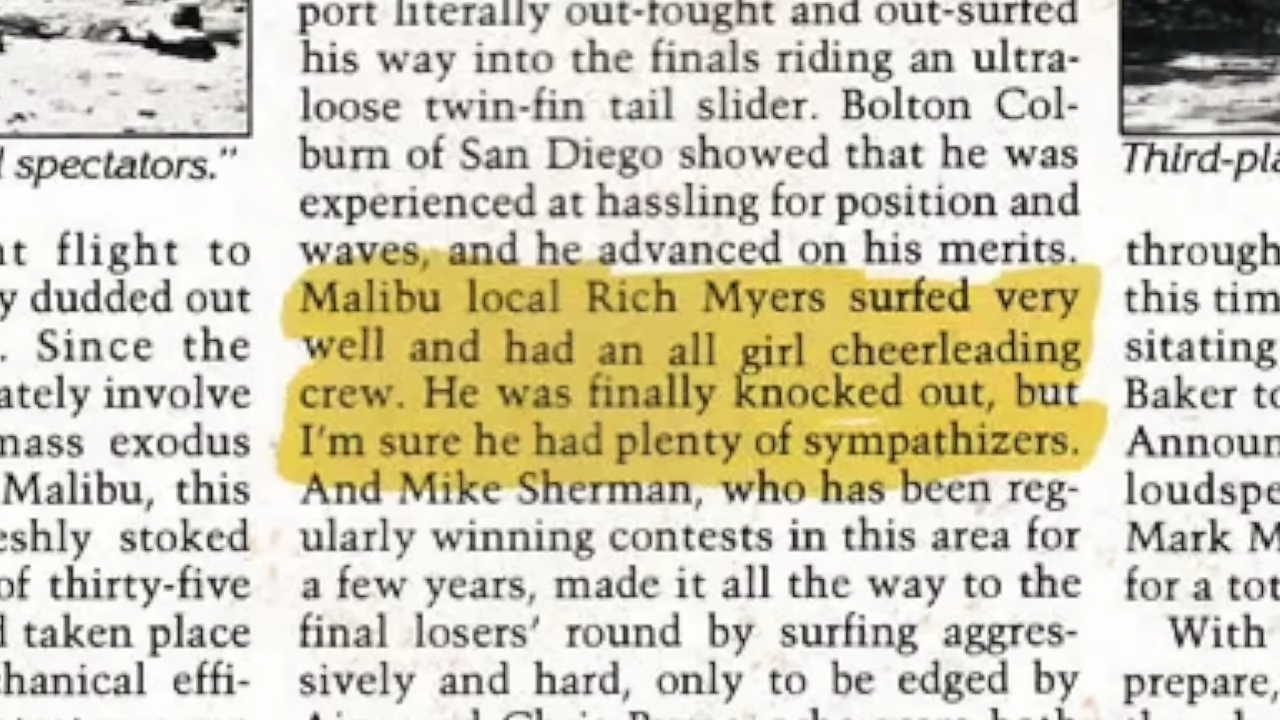 spectators."
nt flight to
y dudded out
. Since the
ately involve
mass exodus
Malibu, this
eshly stoked
of thirty-five
d taken place
chanical effi-
port literally out-fought and out-surfed
his way into the finals riding an ultra-
loose twin-fin tail slider. Bolton Col-
burn of San Diego showed that he was
experienced at hassling for position and
waves, and he advanced on his merits.
Malibu local Rich Myers surfed very
well and had an all girl cheerleading
crew. He was finally knocked out, but
I'm sure he had plenty of sympathizers.
And Mike Sherman, who has been reg-
ularly winning contests in this area for
a few years, made it all the way to the
final losers' round by surfing aggres-
sively and hard, only to be edged by
Third-pla
through
this tim
sitating
Baker to
Announ
loudspe
Mark M
for a tot
With
prepare,